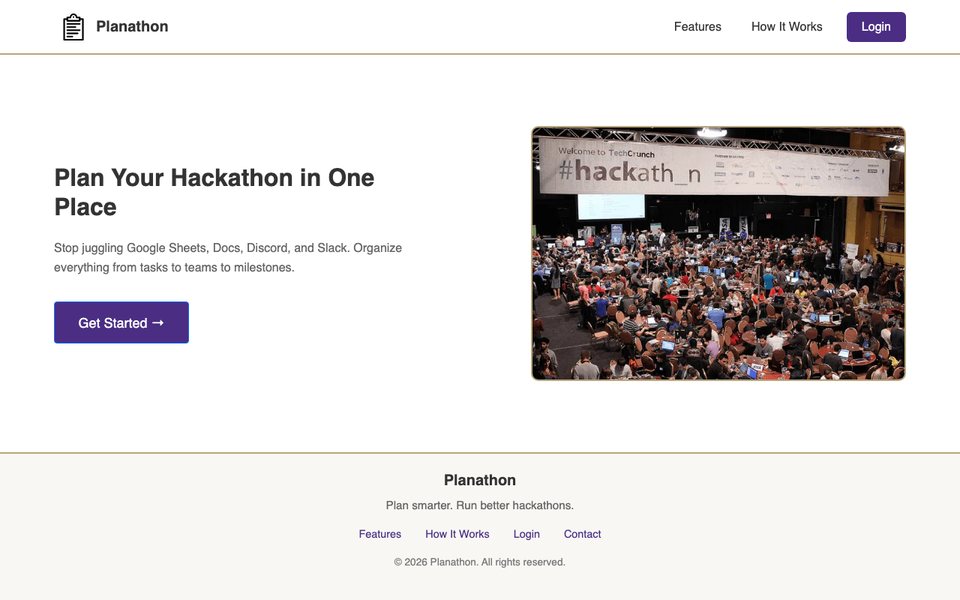 Planathon
Features
How It Works
Login
Plan Your Hackathon in One
Place
Stop juggling Google Sheets, Docs, Discord, and Slack. Organize
everything from tasks to teams to milestones.
Get Started →
Welcome to TechCrunch
#hackath n
Planathon
Plan smarter. Run better hackathons.
Features
How It Works
Login
Contact
© 2026 Planathon. All rights reserved.